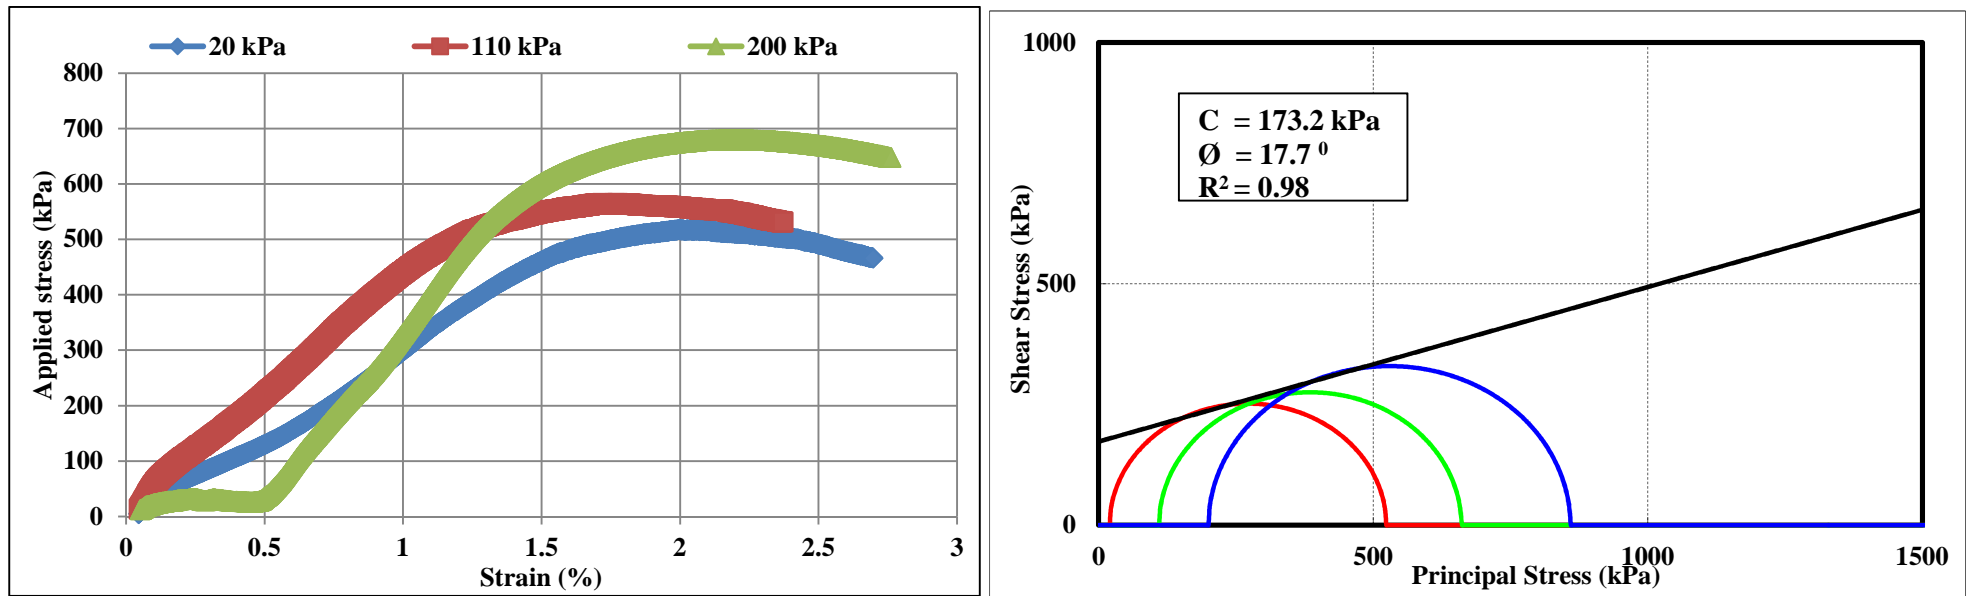 20 kPa 110 kPa 200 kPa
800
700
600
500
400
300
200
100
0
0 0.5 1 1.5 2 2.5 3
Applied stress (kPa)
Strain (%)
1000
500
0
0 500 1000 1500
C = 173.2 kPa
Ø = 17.7 ⁰
R² = 0.98
Shear Stress (kPa)
Principal Stress (kPa)